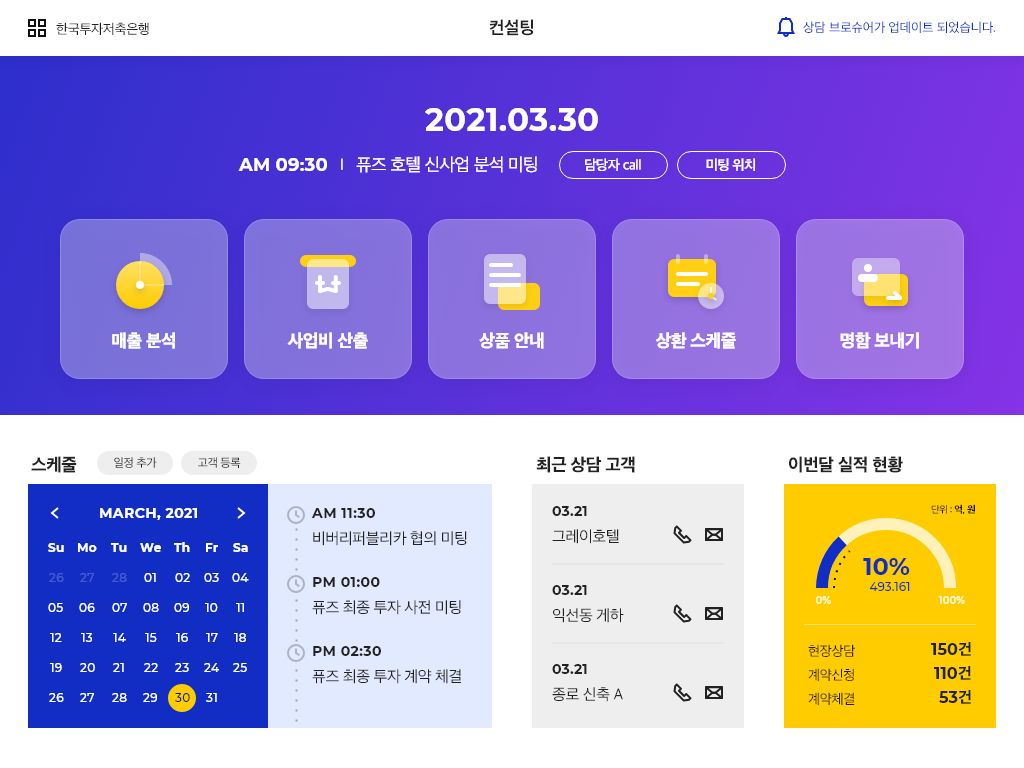 한국투자저축은행
컨설팅
상담 브로슈어가 업데이트 되었습니다.
2021.03.30
AM 09:30 | 퓨즈 호텔 신사업 분석 미팅 담당자 call 미팅 위치
매출 분석
사업비 산출
상품 안내
상환 스케줄
명함 보내기
스케줄 일정 추가 고객 등록
< MARCH, 2021 >
Su Mo Tu We Th Fr Sa
26 27 28 01 02 03 04
05 06 07 08 09 10 11
12 13 14 15 16 17 18
19 20 21 22 23 24 25
26 27 28 29 30 31
AM 11:30
비버리퍼블리카 협의 미팅
PM 01:00
퓨즈 최종 투자 사전 미팅
PM 02:30
퓨즈 최종 투자 계약 체결
최근 상담 고객
03.21
그레이호텔
03.21
익선동 게하
03.21
종로 신축 A
이번달 실적 현황
단위 : 억, 원
10%
493.161
0% 100%
현장상담 150건
계약신청 110건
계약체결 53건